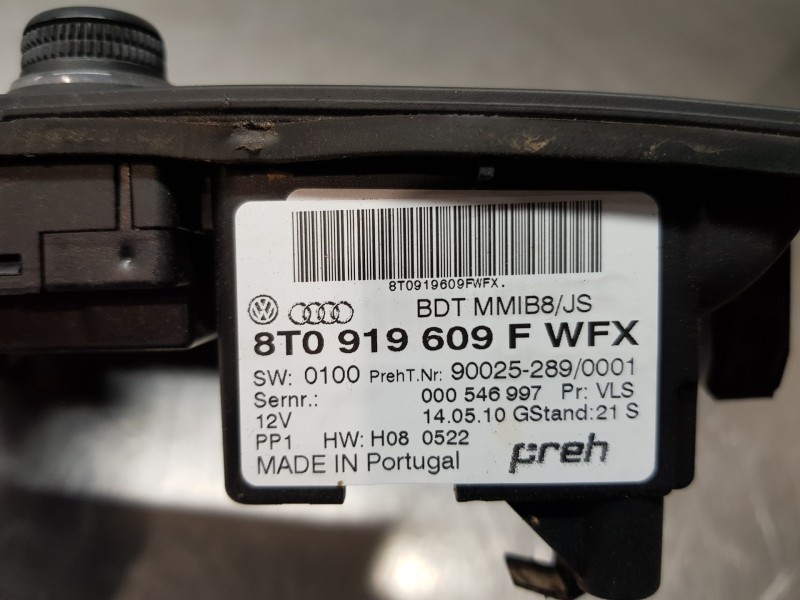 8T0919609FWFX.
BDT MMIB8/JS
8T0 919 609 F WFX
SW: 0100 PrehT.Nr: 90025-289/0001
Sernr.: 000 546 997 Pr: VLS
12V 14.05.10 GStand: 21 S
PP1 HW: H08 0522
MADE IN Portugal preh